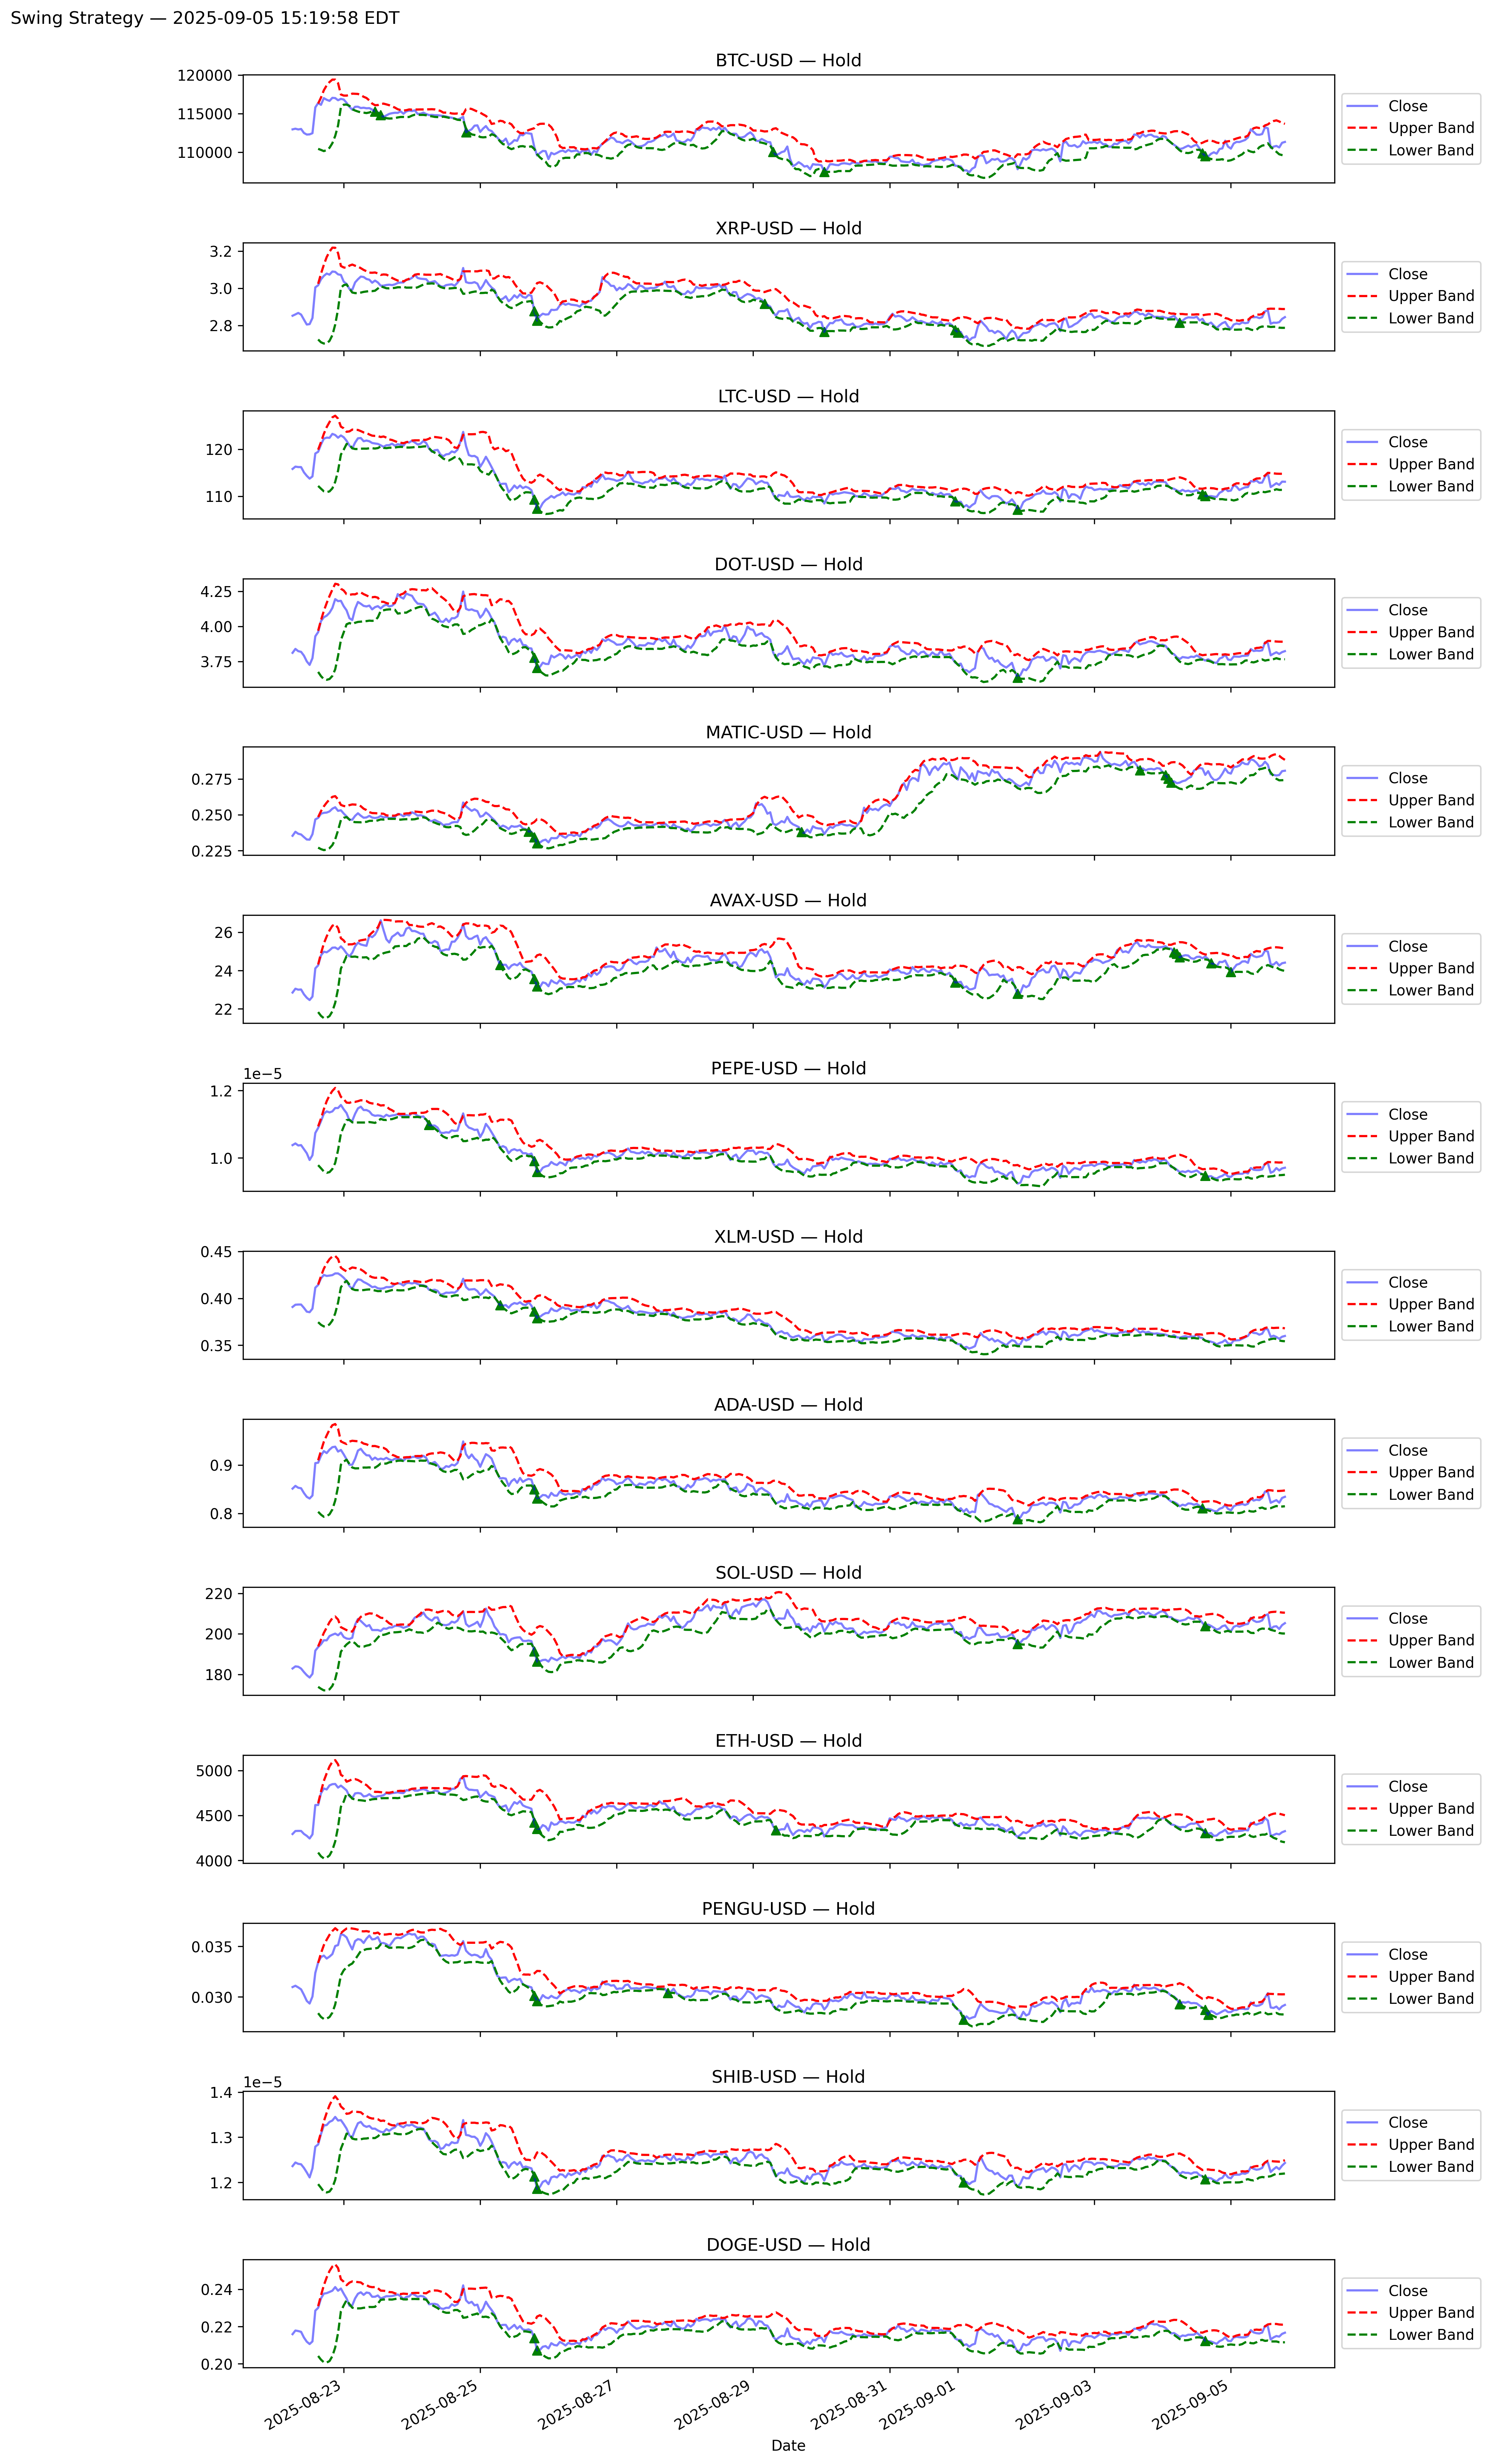 Swing Strategy — 2025-09-05 15:19:58 EDT
BTC-USD — Hold
120000
115000
110000
Close
Upper Band
Lower Band
XRP-USD — Hold
3.2
3.0
2.8
Close
Upper Band
Lower Band
LTC-USD — Hold
120
110
Close
Upper Band
Lower Band
DOT-USD — Hold
4.25
4.00
3.75
Close
Upper Band
Lower Band
MATIC-USD — Hold
0.275
0.250
0.225
Close
Upper Band
Lower Band
AVAX-USD — Hold
26
24
22
Close
Upper Band
Lower Band
PEPE-USD — Hold
1e−5
1.2
1.0
Close
Upper Band
Lower Band
XLM-USD — Hold
0.45
0.40
0.35
Close
Upper Band
Lower Band
ADA-USD — Hold
0.9
0.8
Close
Upper Band
Lower Band
SOL-USD — Hold
220
200
180
Close
Upper Band
Lower Band
ETH-USD — Hold
5000
4500
4000
Close
Upper Band
Lower Band
PENGU-USD — Hold
0.035
0.030
Close
Upper Band
Lower Band
SHIB-USD — Hold
1e−5
1.4
1.3
1.2
Close
Upper Band
Lower Band
DOGE-USD — Hold
0.24
0.22
0.20
Close
Upper Band
Lower Band
2025-08-23
2025-08-25
2025-08-27
2025-08-29
2025-08-31
2025-09-01
2025-09-03
2025-09-05
Date